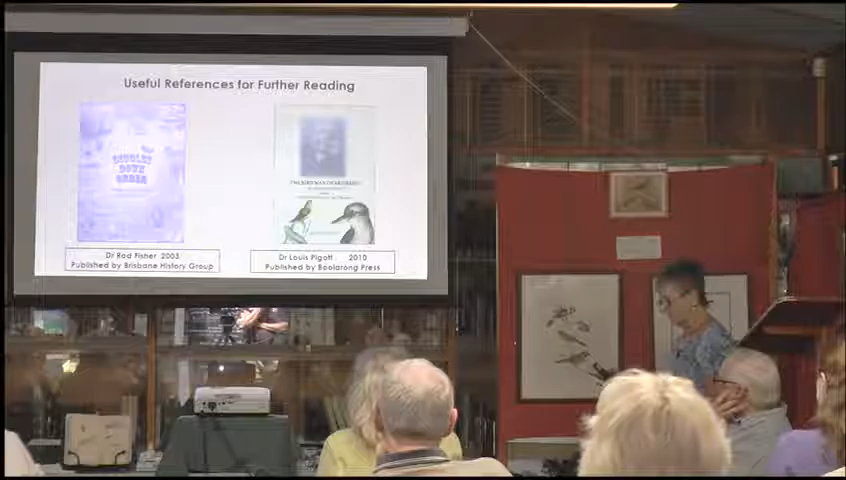 Useful References for Further Reading
Dr Rod Fisher 2003
Published by Brisbane History Group
Dr Louis Pigott 2010
Published by Boolarong Press